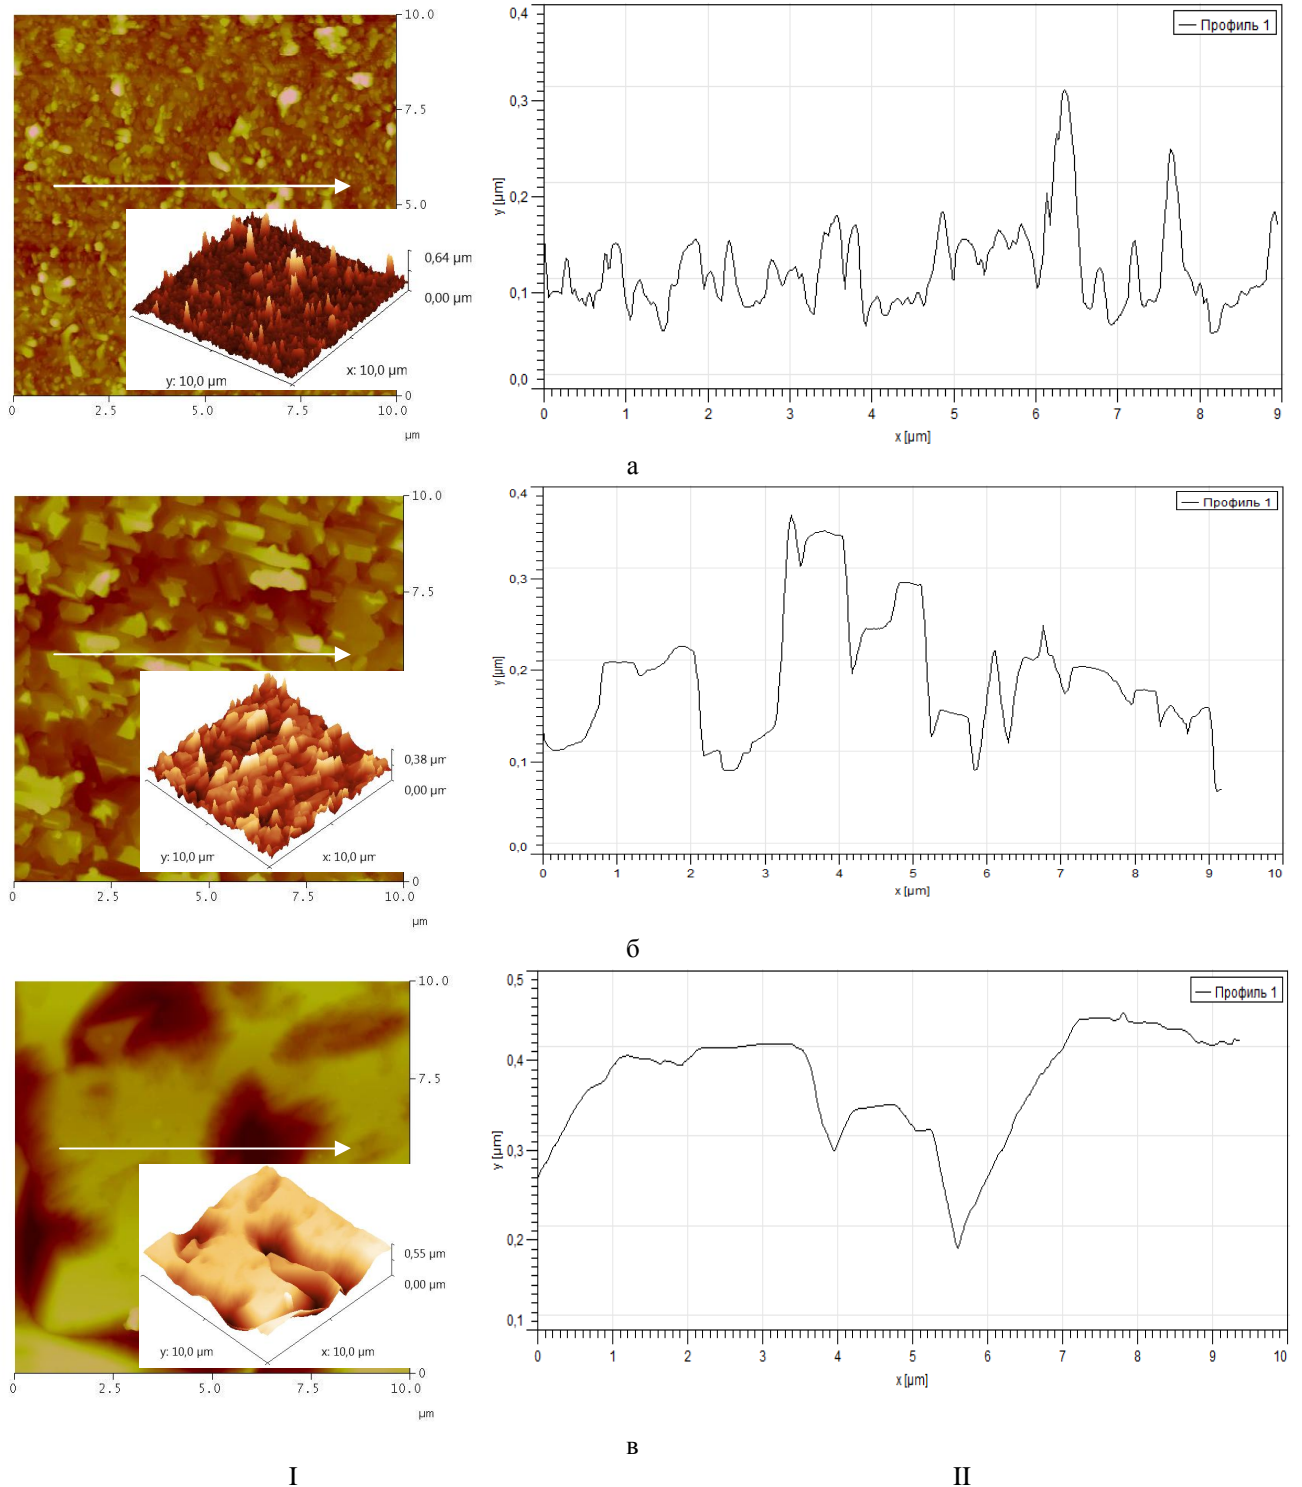 10.0
7.5
5.0
0
0 2.5 5.0 7.5 10.0
µm
0,64 µm
0,00 µm
x: 10,0 µm
y: 10,0 µm
0,4
0,3
0,2
0,1
0,0
y [µm]
Профиль 1
0 1 2 3 4 5 6 7 8 9
x [µm]
а
10.0
7.5
0
0 2.5 5.0 7.5 10.0
µm
0,38 µm
0,00 µm
y: 10,0 µm
x: 10,0 µm
0,4
0,3
0,2
0,1
0,0
y [µm]
Профиль 1
0 1 2 3 4 5 6 7 8 9 10
x [µm]
б
10.0
7.5
0
0 2.5 5.0 7.5 10.0
µm
0,55 µm
0,00 µm
y: 10,0 µm
x: 10,0 µm
0,5
0,4
0,3
0,2
0,1
y [µm]
Профиль 1
0 1 2 3 4 5 6 7 8 9 10
x [µm]
в
I II